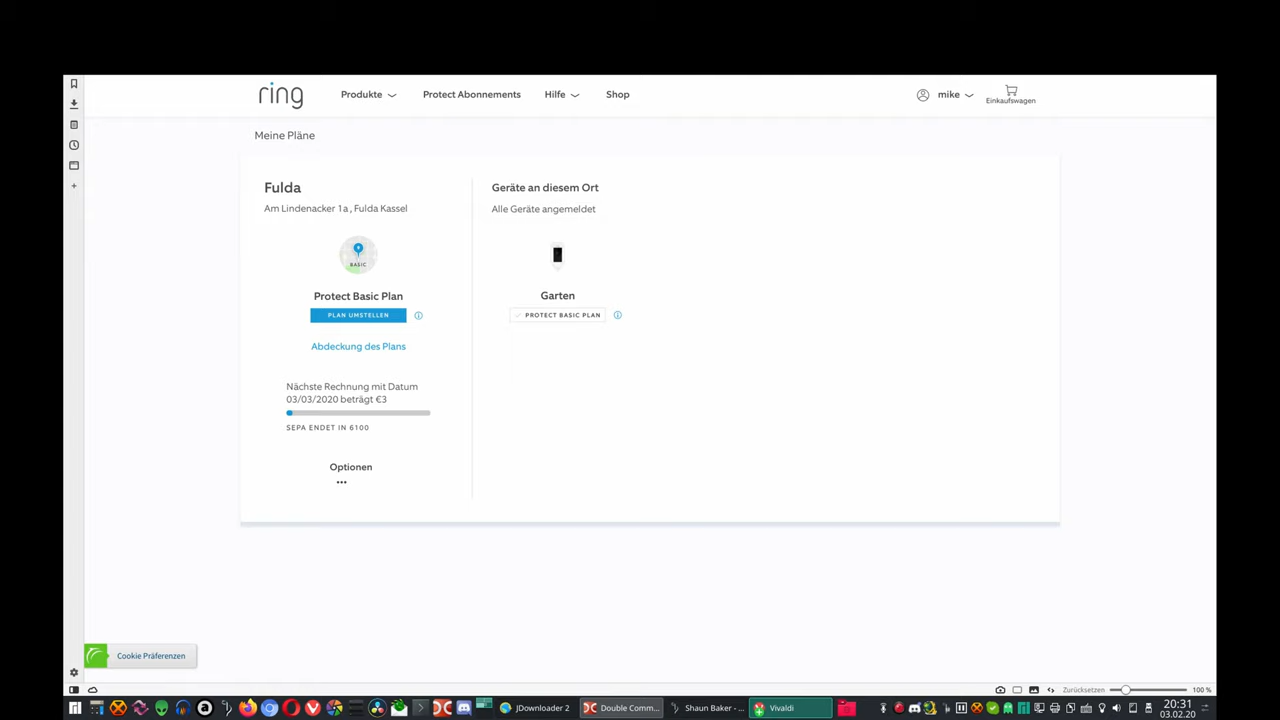 ring
Produkte
Protect Abonnements
Hilfe
Shop
mike
Einkaufswagen
Meine Pläne
Fulda
Am Lindenacker 1a , Fulda Kassel
BASIC
Protect Basic Plan
PLAN UMSTELLEN
Abdeckung des Plans
Nächste Rechnung mit Datum
03/03/2020 beträgt €3
SEPA ENDET IN 6100
Optionen
•••
Geräte an diesem Ort
Alle Geräte angemeldet
Garten
PROTECT BASIC PLAN
Cookie Präferenzen
Zurücksetzen
100 %
JDownloader 2
Double Comm...
Shaun Baker - ...
Vivaldi
20:31
03.02.20